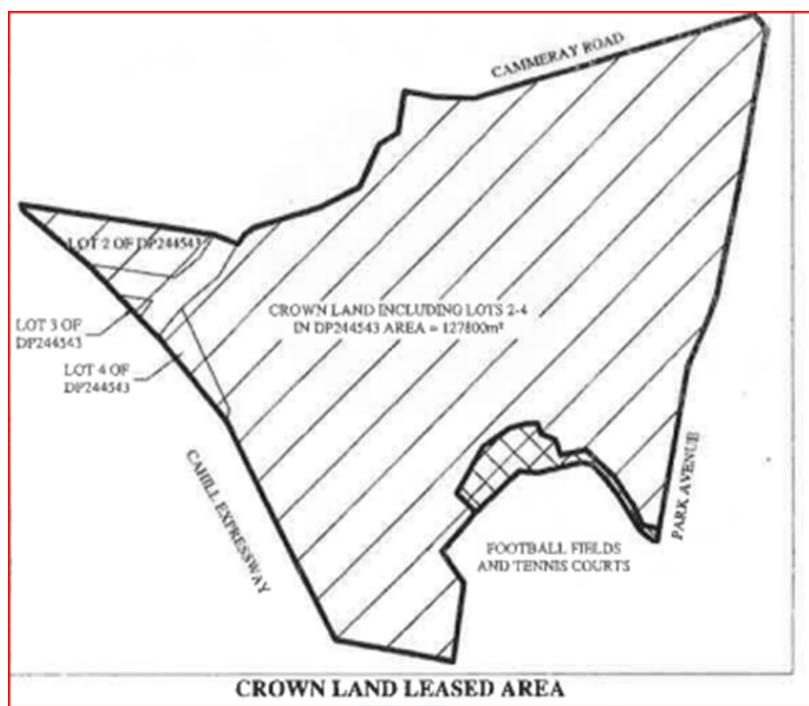 CAMMERAY ROAD
LOT 2 OF DP244543
CROWN LAND INCLUDING LOTS 2-4
IN DP244543 AREA = 127800m²
LOT 3 OF
DP244543
LOT 4 OF
DP244543
CAHILL EXPRESSWAY
PARK AVENUE
FOOTBALL FIELDS
AND TENNIS COURTS
CROWN LAND LEASED AREA